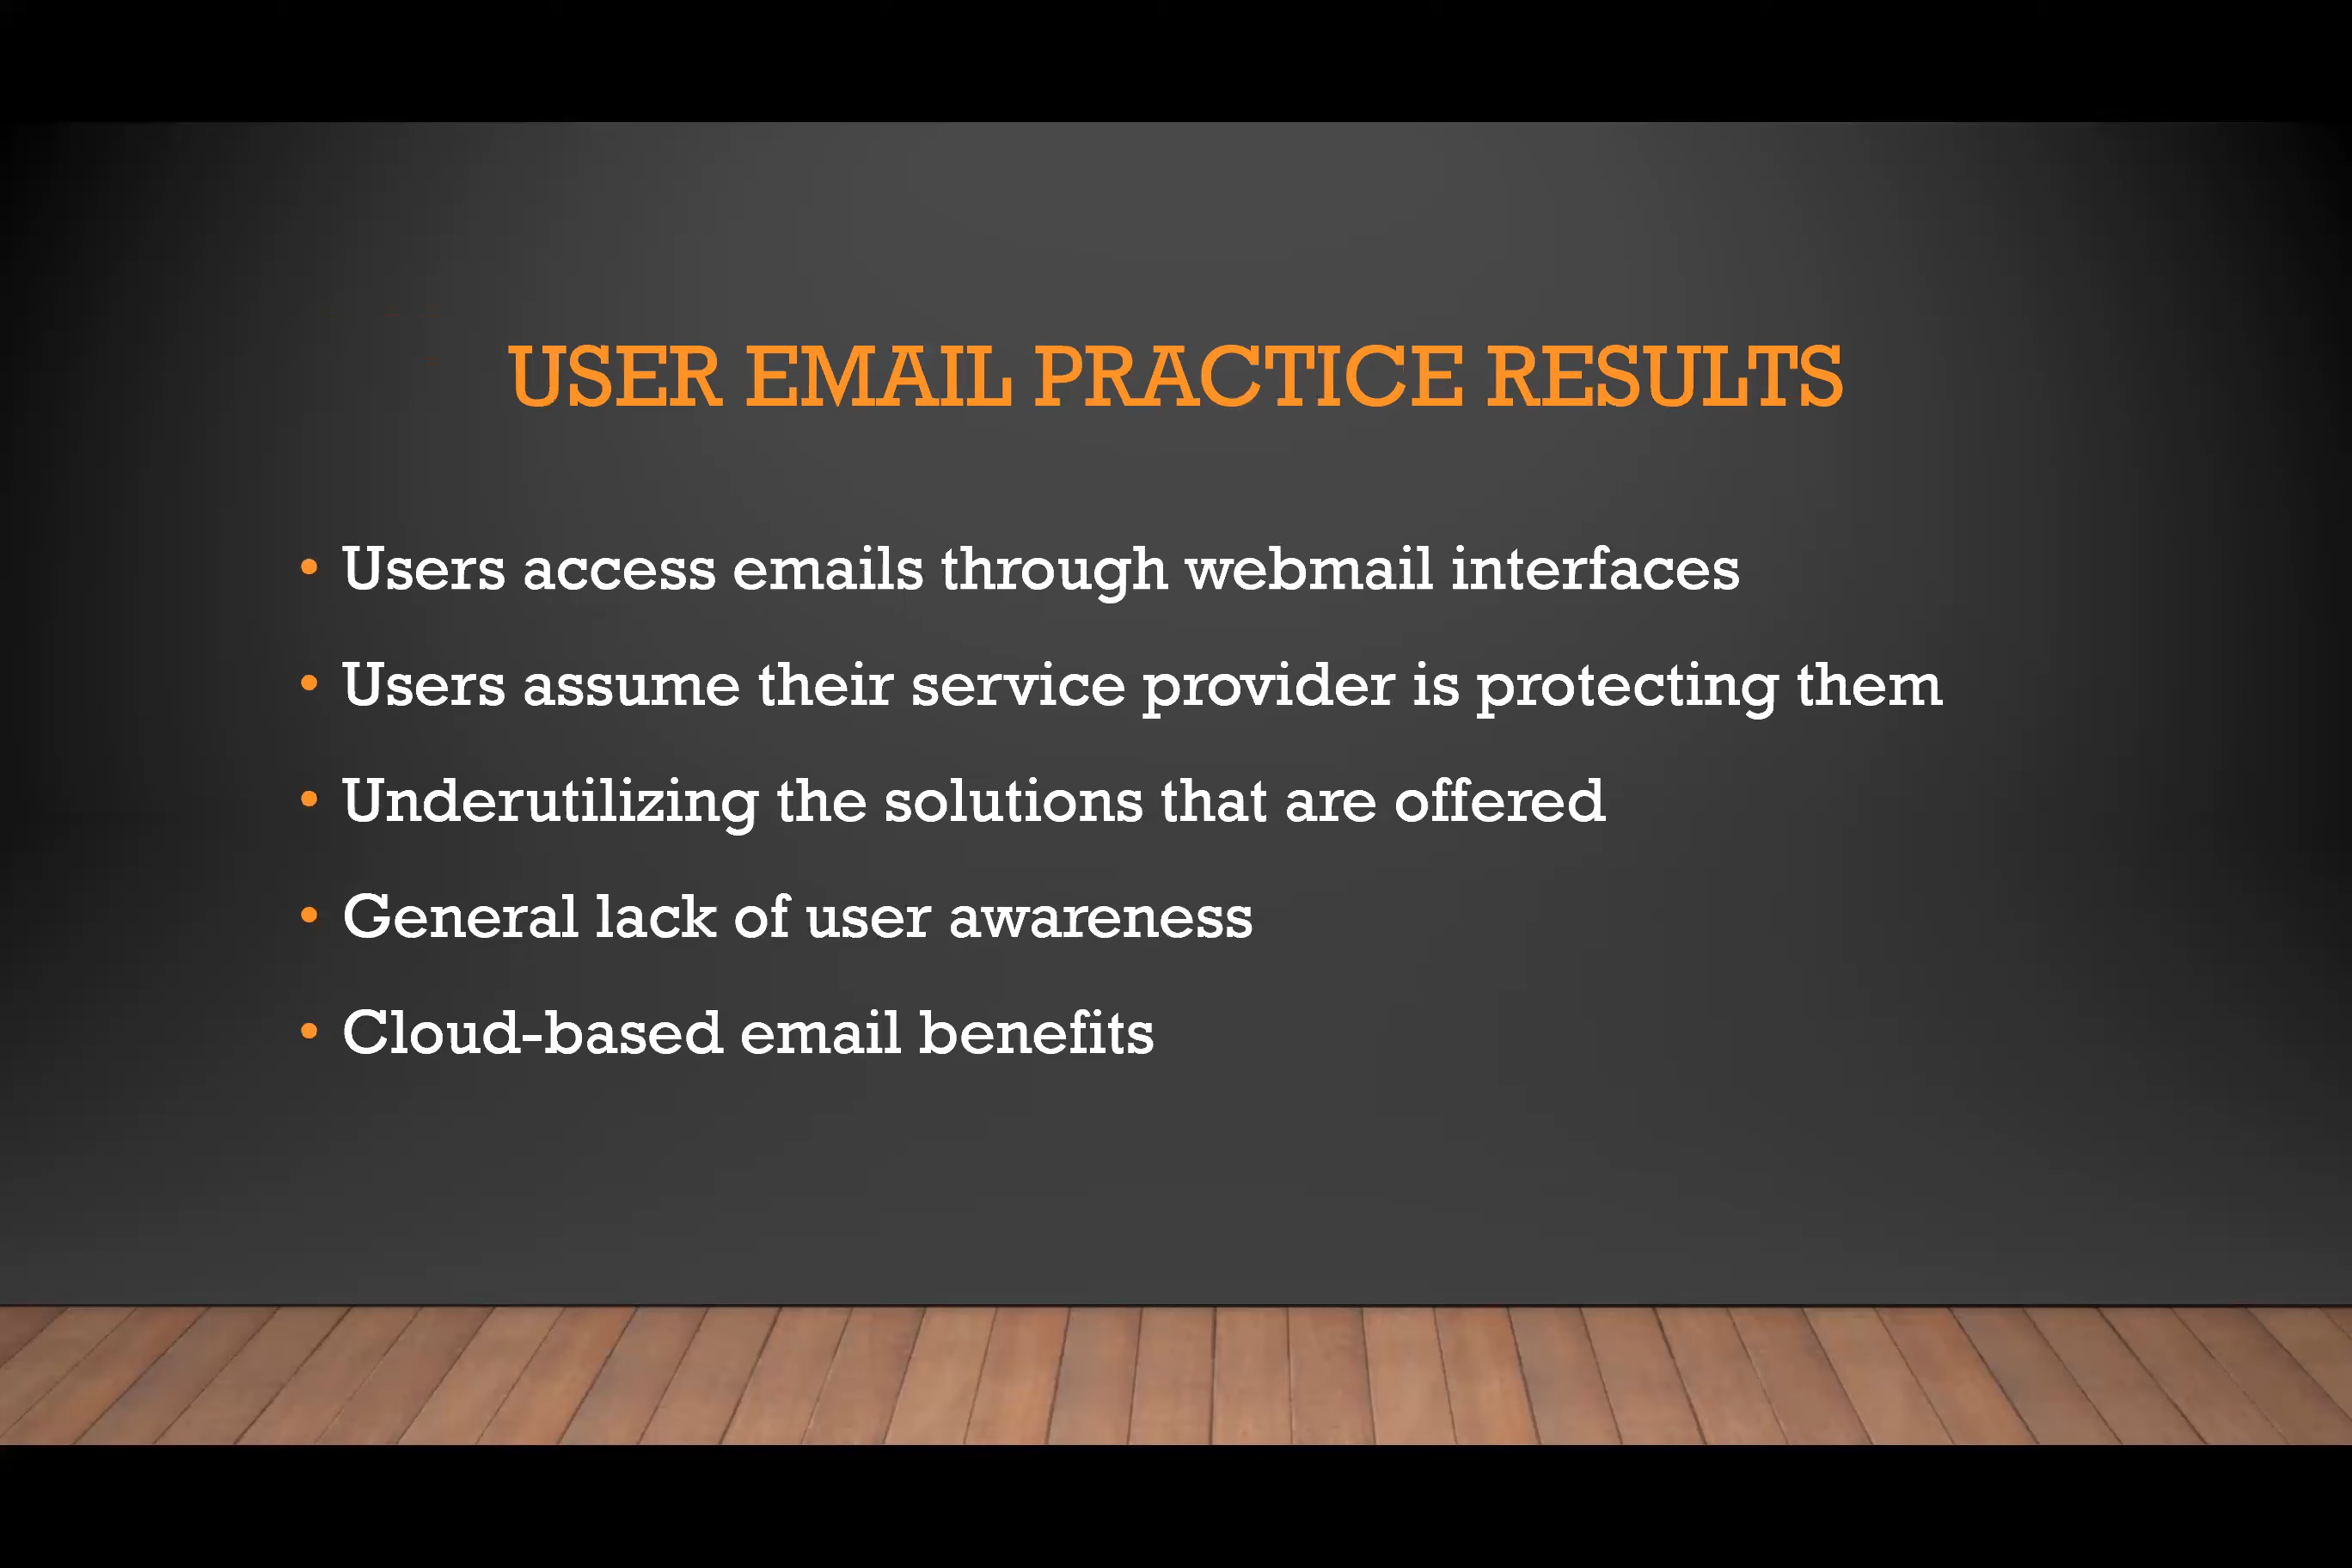 USER EMAIL PRACTICE RESULTS
• Users access emails through webmail interfaces
• Users assume their service provider is protecting them
• Underutilizing the solutions that are offered
• General lack of user awareness
• Cloud-based email benefits